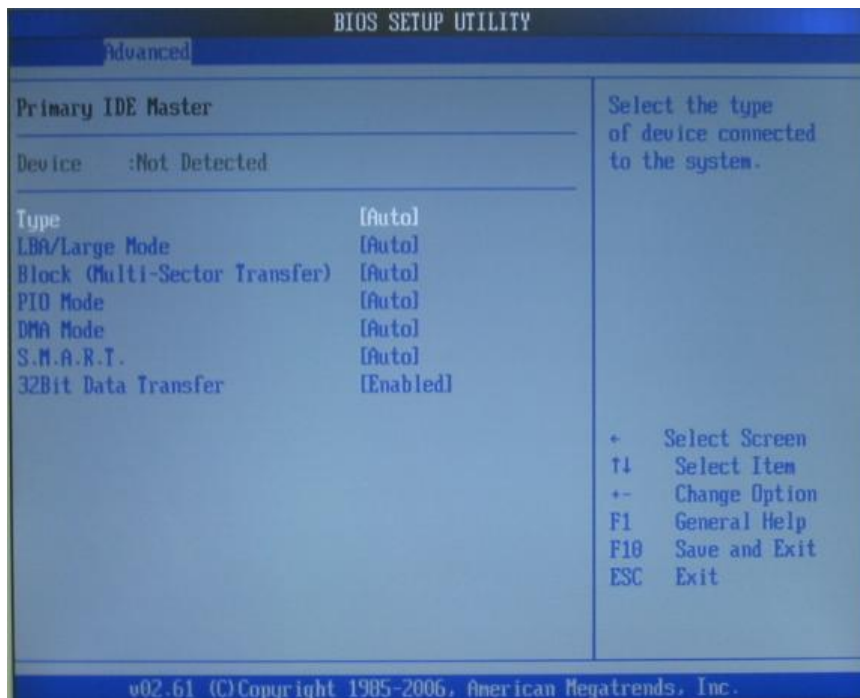 BIOS SETUP UTILITY
Advanced
Primary IDE Master
Device :Not Detected
Type [Auto]
LBA/Large Mode [Auto]
Block (Multi-Sector Transfer) [Auto]
PIO Mode [Auto]
DMA Mode [Auto]
S.M.A.R.T. [Auto]
32Bit Data Transfer [Enabled]
Select the type
of device connected
to the system.
← Select Screen
↑↓ Select Item
+- Change Option
F1 General Help
F10 Save and Exit
ESC Exit
v02.61 (C)Copyright 1985-2006, American Megatrends, Inc.